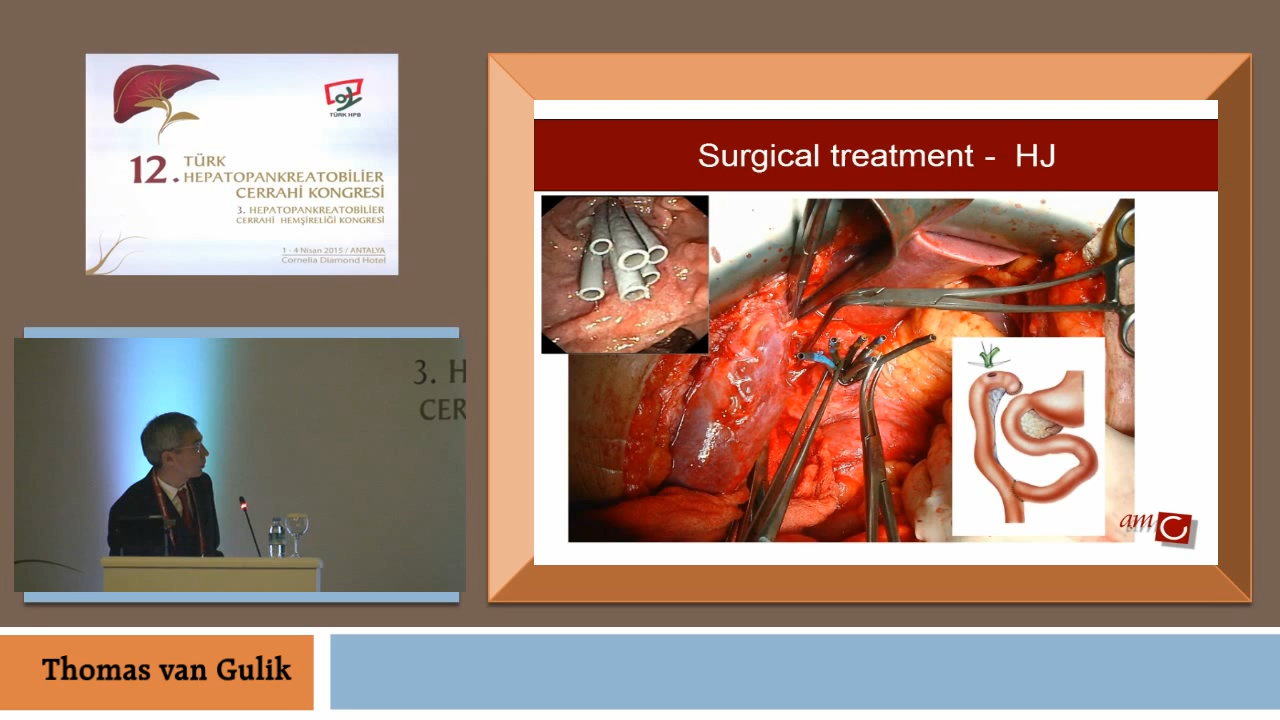 TÜRK HPB
12. TÜRK
HEPATOPANKREATOBİLİER
CERRAHİ KONGRESİ
3. HEPATOPANKREATOBİLİER
CERRAHİ HEMŞİRELİĞİ KONGRESİ
1 - 4 Nisan 2015 / ANTALYA
Cornelia Diamond Hotel
Surgical treatment - HJ
amc
3. H
CER
Thomas van Gulik